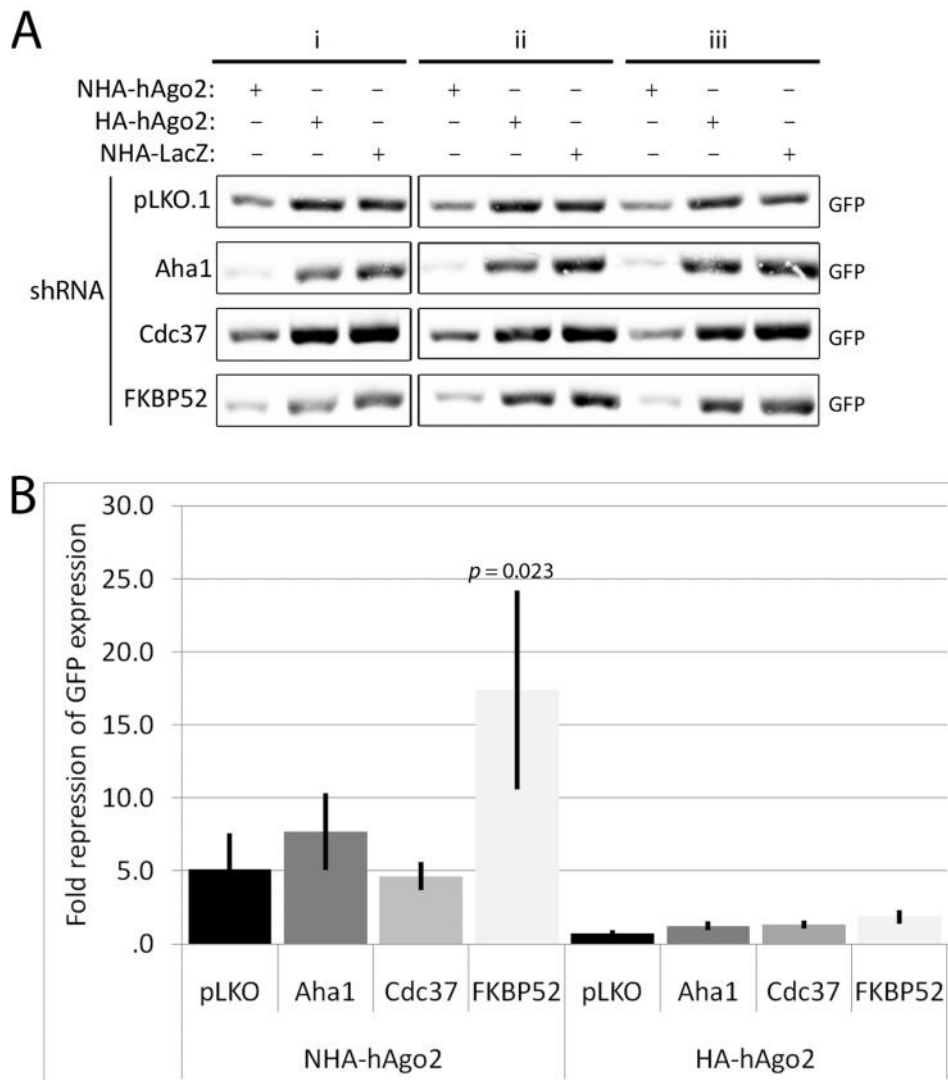 A
i ii iii
NHA-hAgo2: + – – + – – + – –
HA-hAgo2: – + – – + – – + –
NHA-LacZ: – – + – – + – – +
pLKO.1 GFP
Aha1 GFP
shRNA
Cdc37 GFP
FKBP52 GFP
B
Fold repression of GFP expression
30.0
25.0
20.0
15.0
10.0
5.0
.0
p = 0.023
pLKO Aha1 Cdc37 FKBP52 pLKO Aha1 Cdc37 FKBP52
NHA-hAgo2 HA-hAgo2